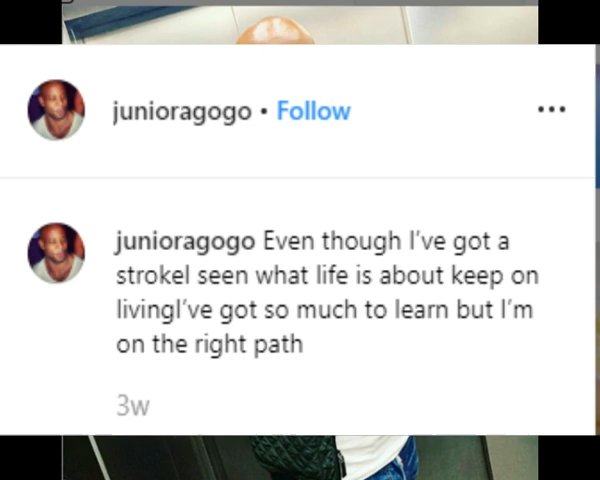 junioragogo • Follow
junioragogo Even though I've got a
strokeI seen what life is about keep on
livingI've got so much to learn but I'm
on the right path
3w